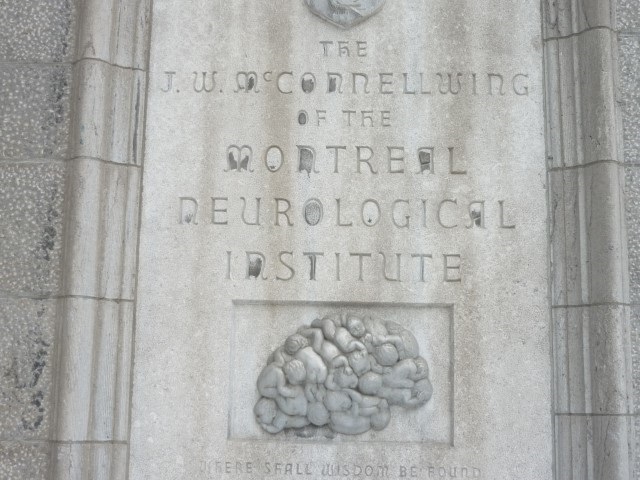 THE
J. W. McCONNELL WING
OF THE
MONTREAL
NEUROLOGICAL
INSTITUTE
WHERE SHALL WISDOM BE FOUND